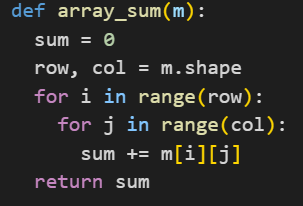 def array_sum(m):
  sum = 0
  row, col = m.shape
  for i in range(row):
    for j in range(col):
      sum += m[i][j]
  return sum